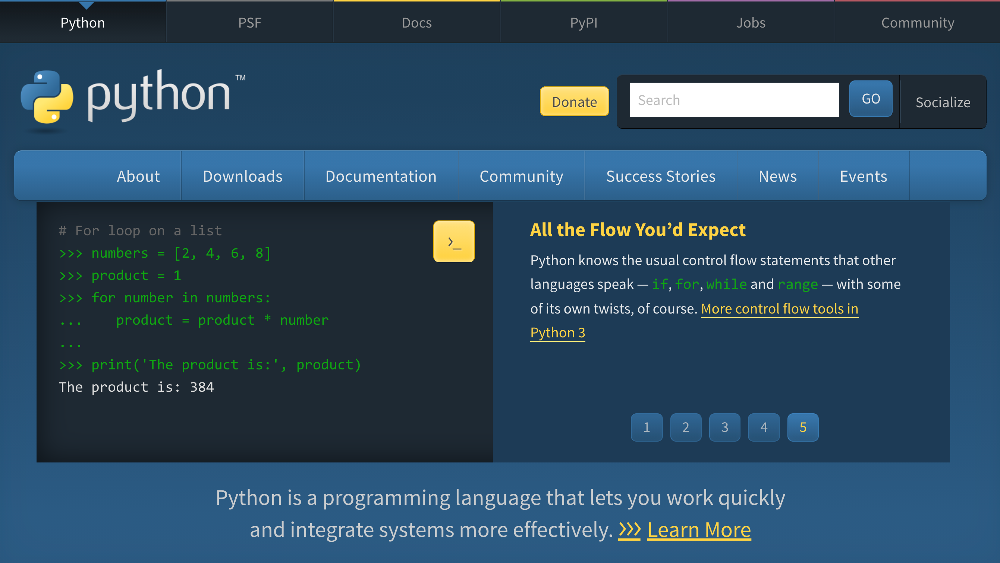 Python PSF Docs PyPI Jobs Community
python™
Donate Search GO Socialize
About Downloads Documentation Community Success Stories News Events
# For loop on a list
>>> numbers = [2, 4, 6, 8]
>>> product = 1
>>> for number in numbers:
...    product = product * number
...
>>> print('The product is:', product)
The product is: 384
›_
All the Flow You’d Expect
Python knows the usual control flow statements that other
languages speak — if, for, while and range — with some
of its own twists, of course. More control flow tools in
Python 3
1 2 3 4 5
Python is a programming language that lets you work quickly
and integrate systems more effectively. >>> Learn More